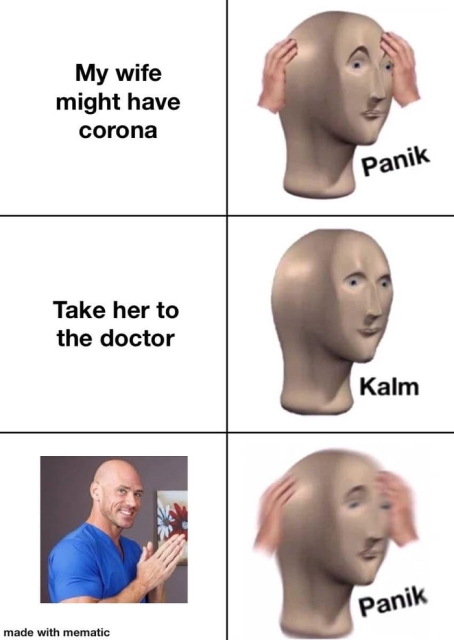 My wife
might have
corona
Panik
Take her to
the doctor
Kalm
Panik
made with mematic